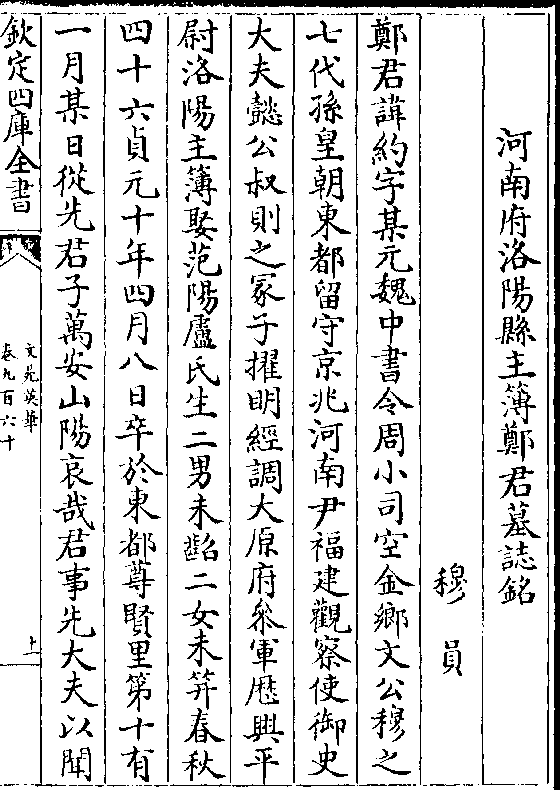 河南府洛陽縣主簿鄭君墓誌銘
穆員
鄭君諱約字某元魏中書令周小司空金鄉文公穆之
七代孫皇朝東都留守京兆河南尹福建觀察使御史
大夫懿公叔則之冢子擢明經調大原府叅軍歴興平
尉洛陽主簿娶范陽盧氏生二男未齠二女未筓春秋
四十六貞元十年四月八日卒於東都尊賢里第十有
一月某日從先君子萬安山陽哀哉君事先大夫以聞
欽定四庫全書
文苑英華
卷九百六十
上